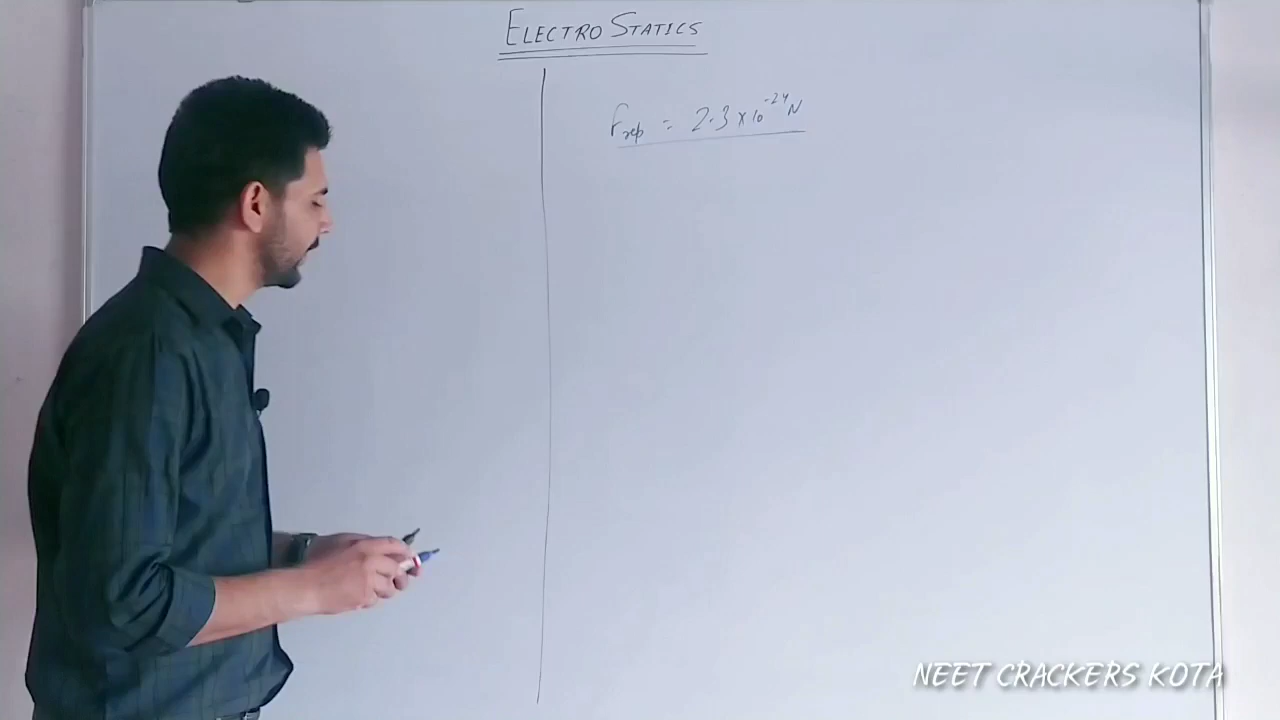 ELECTRO STATICS
Frep = 2.3 x 10⁻²⁴ N
NEET CRACKERS KOTA